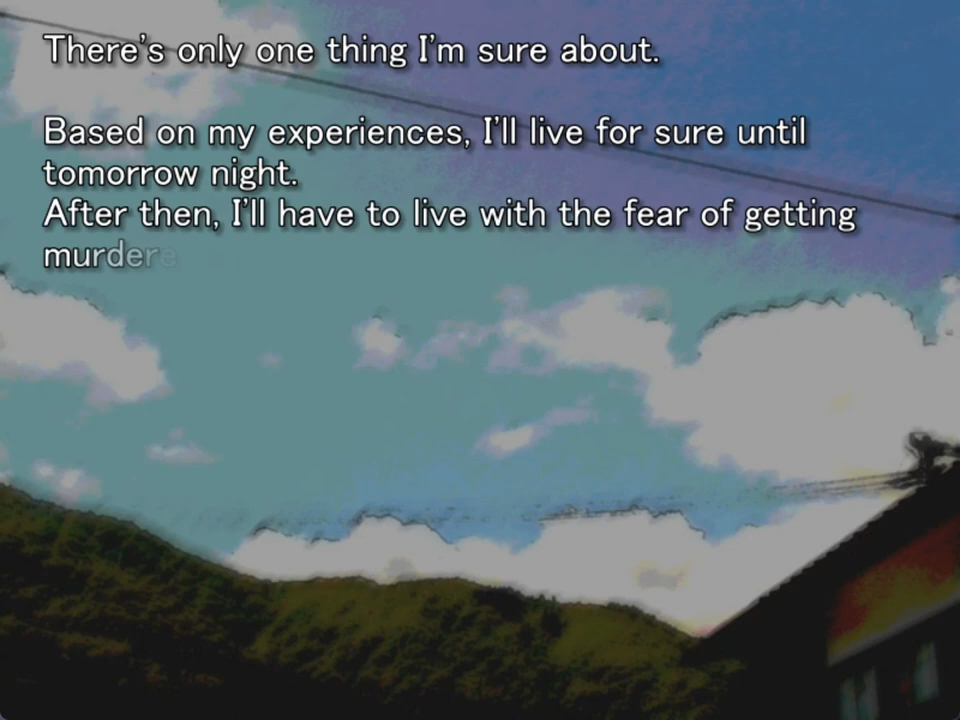 There's only one thing I'm sure about.
Based on my experiences, I'll live for sure until
tomorrow night.
After then, I'll have to live with the fear of getting
murdere